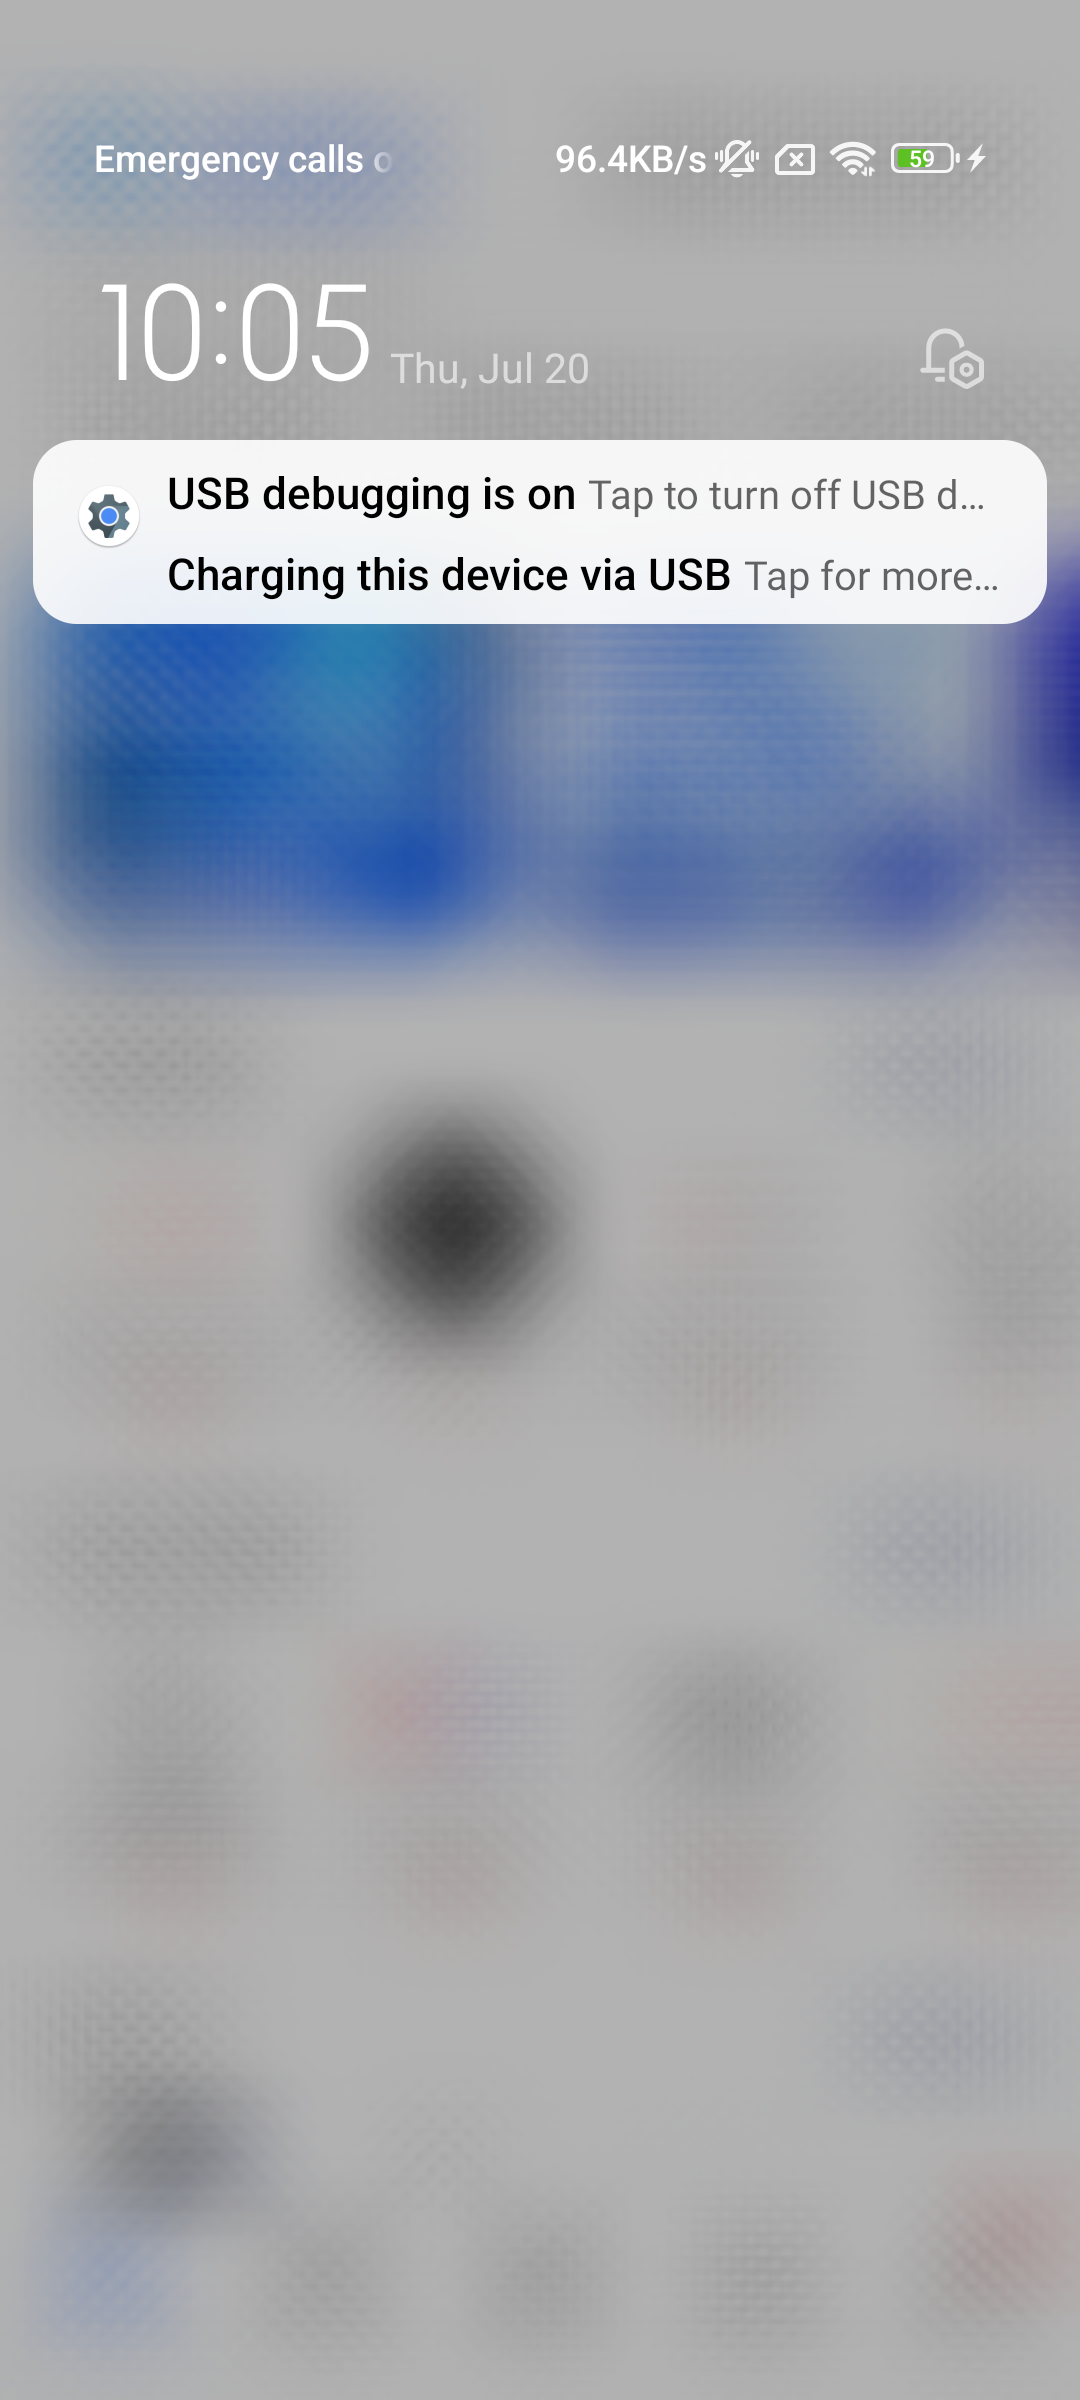 Emergency calls o 96.4KB/s 59
10:05 Thu, Jul 20
USB debugging is on Tap to turn off USB d...
Charging this device via USB Tap for more...